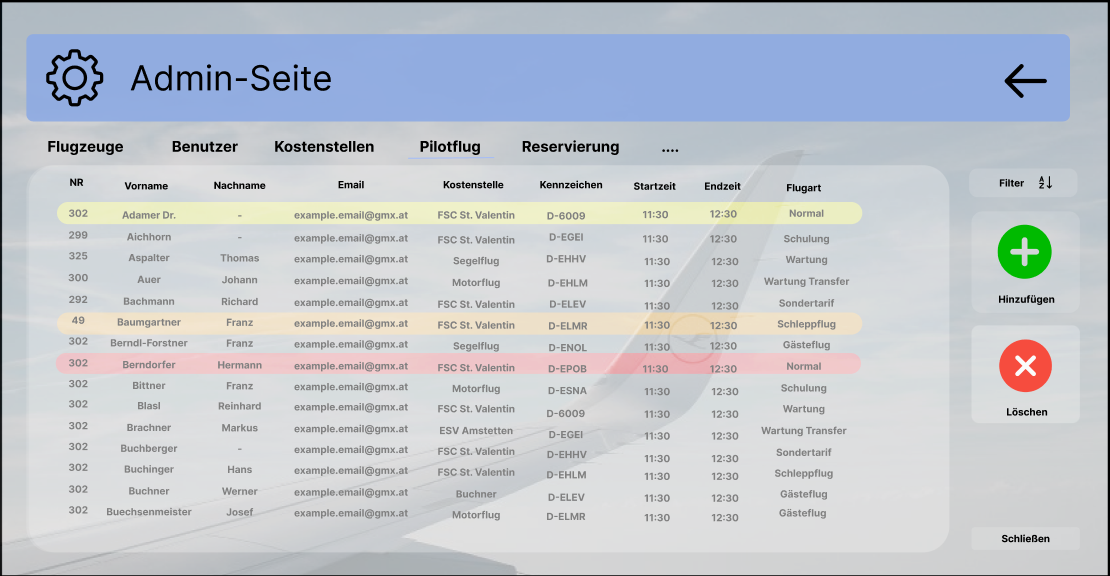 Admin-Seite
Flugzeuge Benutzer Kostenstellen Pilotflug Reservierung ....
NR Vorname Nachname Email Kostenstelle Kennzeichen Startzeit Endzeit Flugart
302 Adamer Dr. - example.email@gmx.at FSC St. Valentin D-6009 11:30 12:30 Normal
299 Aichhorn - example.email@gmx.at FSC St. Valentin D-EGEI 11:30 12:30 Schulung
325 Aspalter Thomas example.email@gmx.at Segelflug D-EHHV 11:30 12:30 Wartung
300 Auer Johann example.email@gmx.at Motorflug D-EHLM 11:30 12:30 Wartung Transfer
292 Bachmann Richard example.email@gmx.at FSC St. Valentin D-ELEV 11:30 12:30 Sondertarif
49 Baumgartner Franz example.email@gmx.at FSC St. Valentin D-ELMR 11:30 12:30 Schleppflug
302 Berndl-Forstner Franz example.email@gmx.at Segelflug D-ENOL 11:30 12:30 Gästeflug
302 Berndorfer Hermann example.email@gmx.at FSC St. Valentin D-EPOB 11:30 12:30 Normal
302 Bittner Franz example.email@gmx.at Motorflug D-ESNA 11:30 12:30 Schulung
302 Blasl Reinhard example.email@gmx.at FSC St. Valentin D-6009 11:30 12:30 Wartung
302 Brachner Markus example.email@gmx.at ESV Amstetten D-EGEI 11:30 12:30 Wartung Transfer
302 Buchberger - example.email@gmx.at FSC St. Valentin D-EHHV 11:30 12:30 Sondertarif
302 Buchinger Hans example.email@gmx.at FSC St. Valentin D-EHLM 11:30 12:30 Schleppflug
302 Buchner Werner example.email@gmx.at Buchner D-ELEV 11:30 12:30 Gästeflug
302 Buechsenmeister Josef example.email@gmx.at Motorflug D-ELMR 11:30 12:30 Gästeflug
Filter A Z
Hinzufügen
Löschen
Schließen